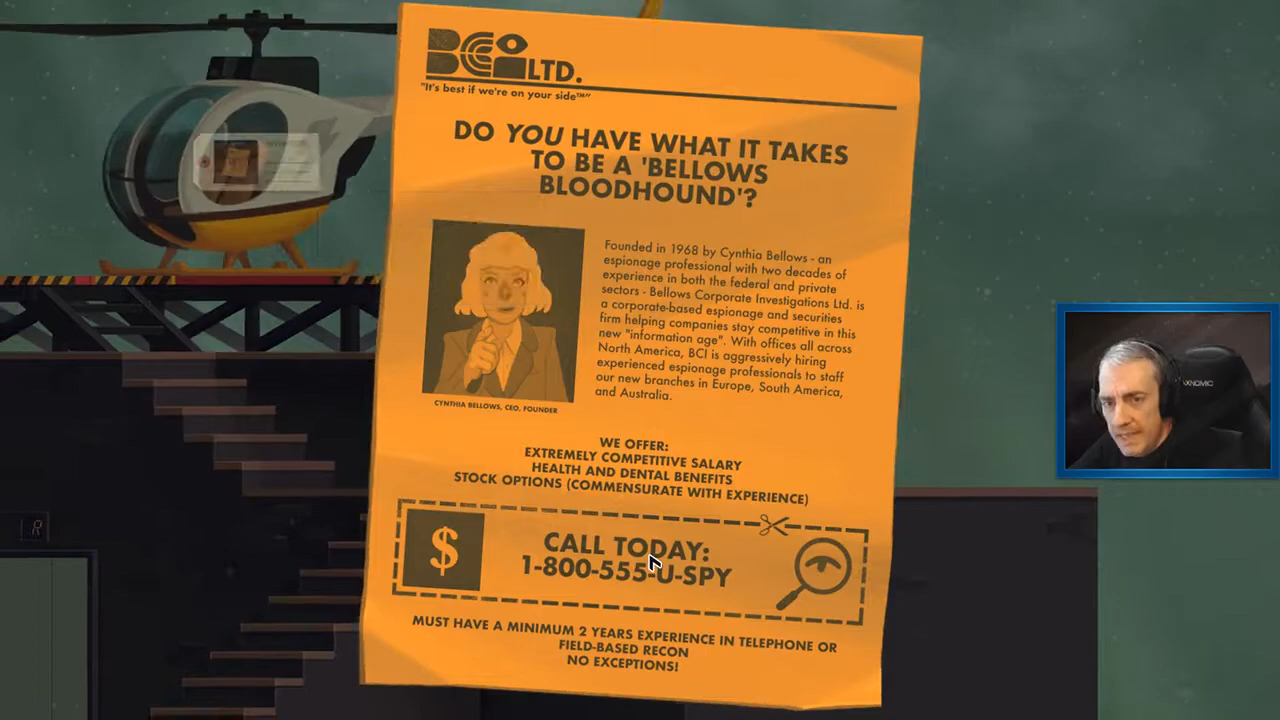 BCI LTD.
"It's best if we're on your side™"
DO YOU HAVE WHAT IT TAKES
TO BE A 'BELLOWS
BLOODHOUND'?
Founded in 1968 by Cynthia Bellows - an
espionage professional with two decades of
experience in both the federal and private
sectors - Bellows Corporate Investigations Ltd. is
a corporate-based espionage and securities
firm helping companies stay competitive in this
new "information age". With offices all across
North America, BCI is aggressively hiring
experienced espionage professionals to staff
our new branches in Europe, South America,
and Australia.
CYNTHIA BELLOWS, CEO, FOUNDER
WE OFFER:
EXTREMELY COMPETITIVE SALARY
HEALTH AND DENTAL BENEFITS
STOCK OPTIONS (COMMENSURATE WITH EXPERIENCE)
$
CALL TODAY:
1-800-555-U-SPY
MUST HAVE A MINIMUM 2 YEARS EXPERIENCE IN TELEPHONE OR
FIELD-BASED RECON
NO EXCEPTIONS!
R